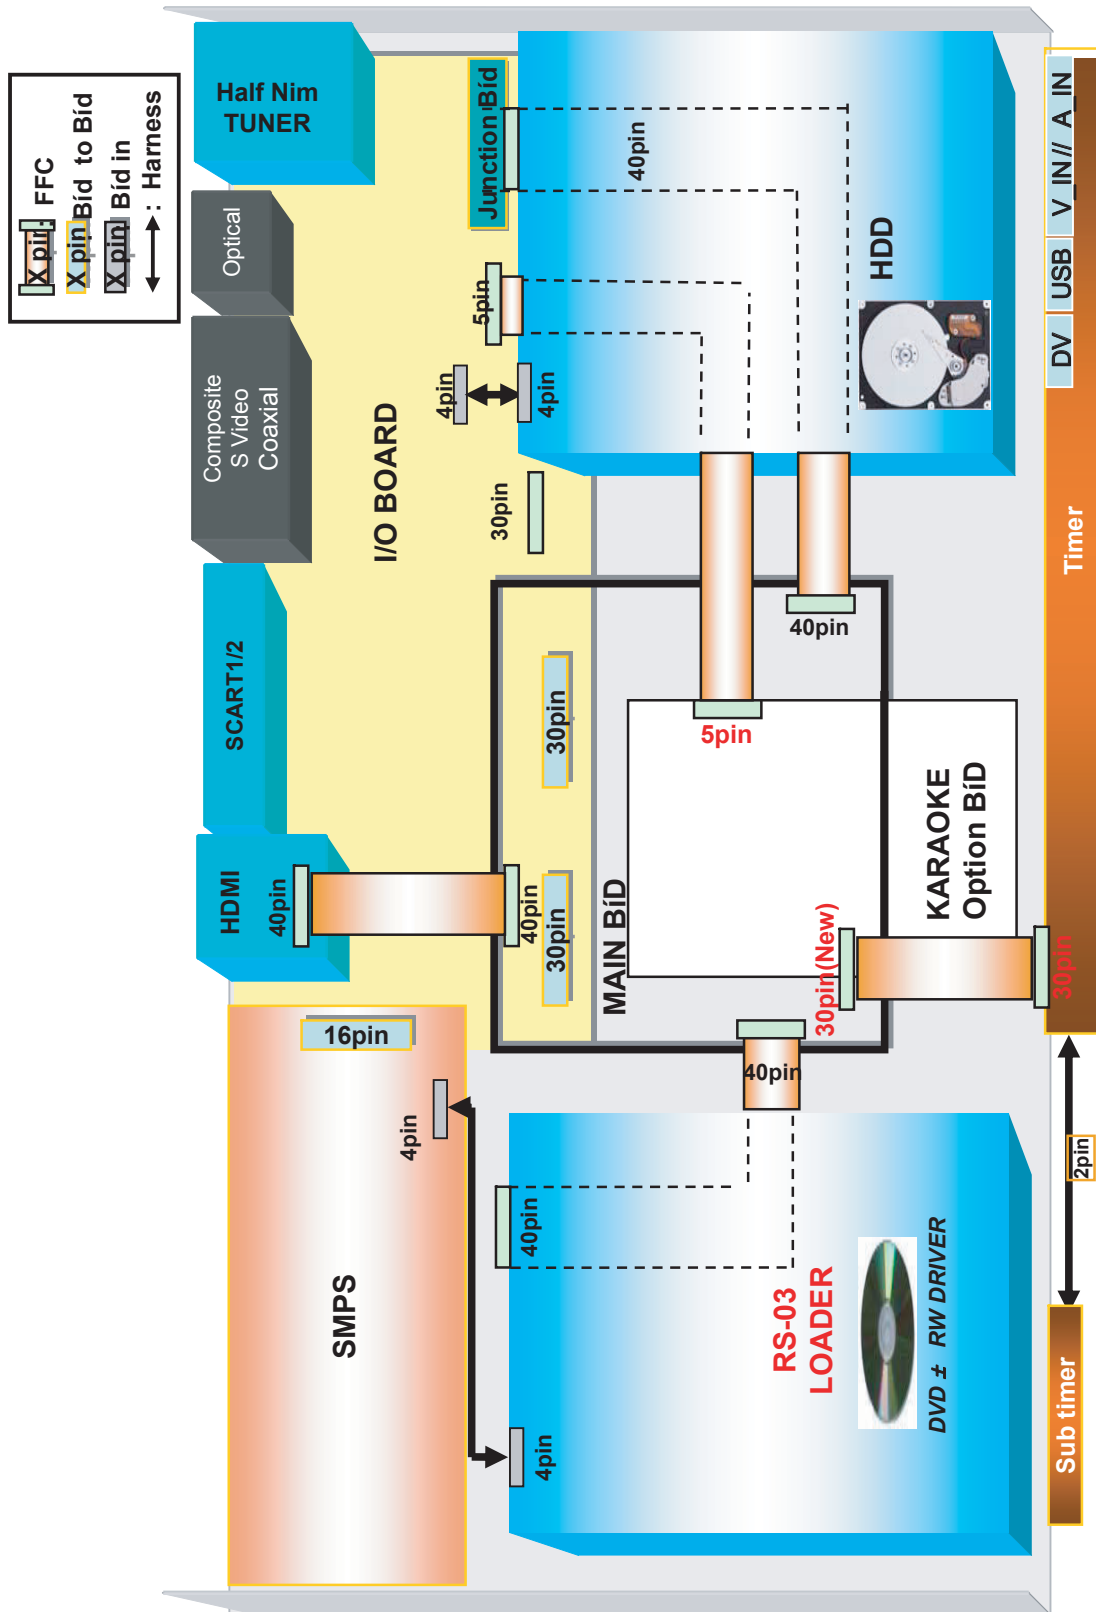 X pin : FFC
X pin Bíd to Bíd
X pin Bíd in
: Harness
Half Nim
TUNER
Optical
Composite
S Video
Coaxial
SCART1/2
HDMI
40pin
I/O BOARD
Junction Bíd
5pin
4pin
4pin
30pin
40pin
HDD
40pin
30pin
30pin
40pin
5pin
MAIN BíD
KARAOKE
Option BíD
30pin(New)
30pin
40pin
SMPS
16pin
4pin
4pin
40pin
RS-03
LOADER
DVD ± RW DRIVER
DV
USB
V_IN// A_IN
Timer
2pin
Sub timer